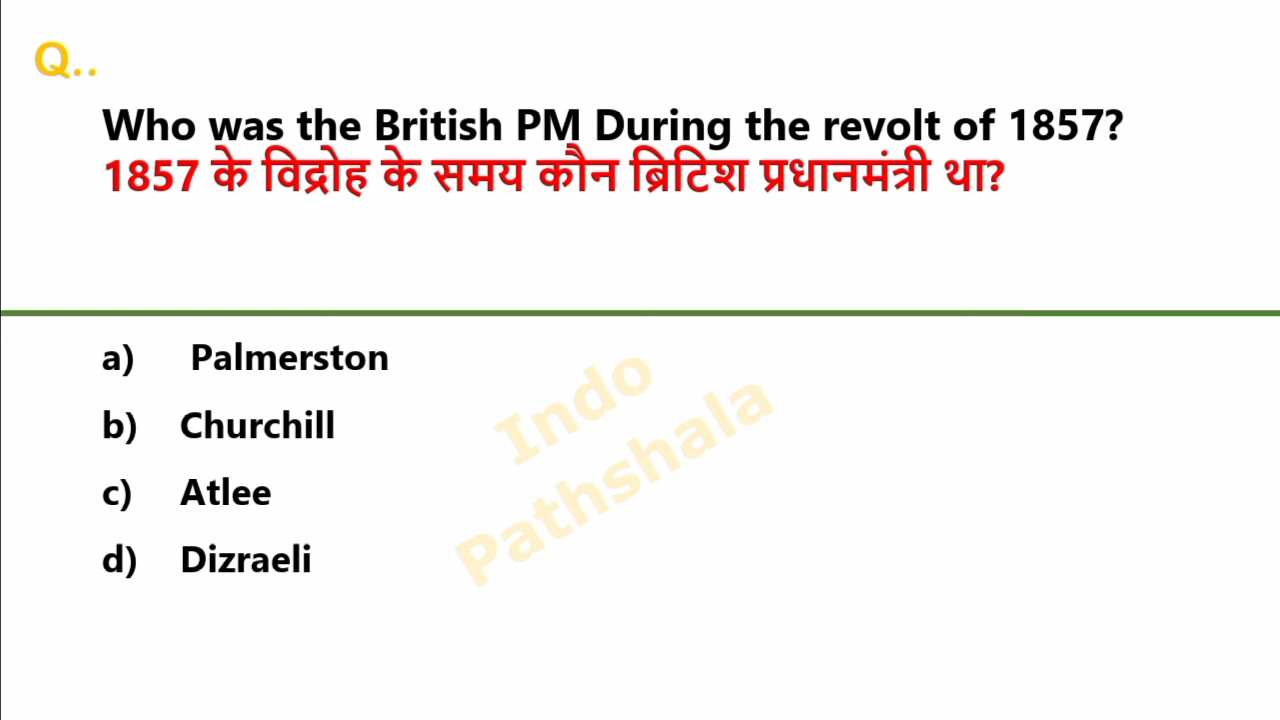 Q..
Who was the British PM During the revolt of 1857?
1857 के विद्रोह के समय कौन ब्रिटिश प्रधानमंत्री था?
a) Palmerston
b) Churchill
c) Atlee
d) Dizraeli
Indo
Pathshala